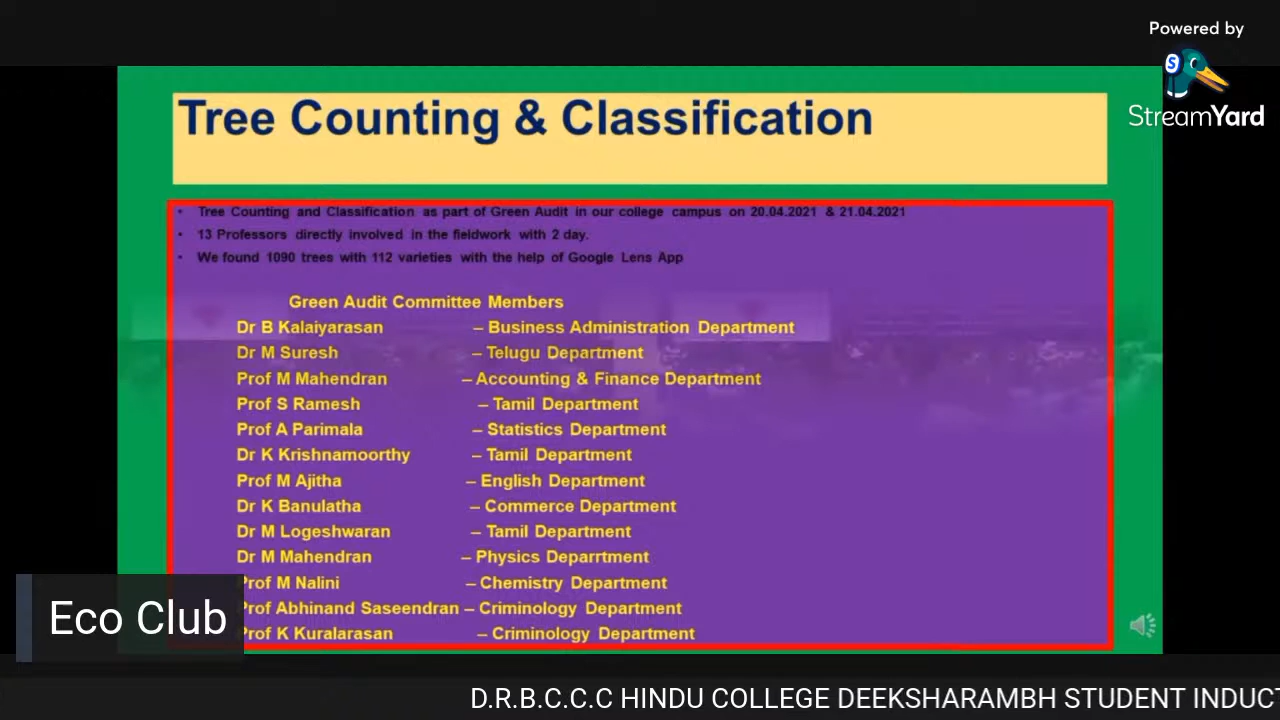 Powered by
StreamYard
Tree Counting & Classification
• Tree Counting and Classification as part of Green Audit in our college campus on 20.04.2021 & 21.04.2021
• 13 Professors directly involved in the fieldwork with 2 day.
• We found 1090 trees with 112 varieties with the help of Google Lens App
Green Audit Committee Members
Dr B Kalaiyarasan – Business Administration Department
Dr M Suresh – Telugu Department
Prof M Mahendran – Accounting & Finance Department
Prof S Ramesh – Tamil Department
Prof A Parimala – Statistics Department
Dr K Krishnamoorthy – Tamil Department
Prof M Ajitha – English Department
Dr K Banulatha – Commerce Department
Dr M Logeshwaran – Tamil Department
Dr M Mahendran – Physics Deparrtment
Prof M Nalini – Chemistry Department
Prof Abhinand Saseendran – Criminology Department
Prof K Kuralarasan – Criminology Department
Eco Club
D.R.B.C.C.C HINDU COLLEGE DEEKSHARAMBH STUDENT INDUCT